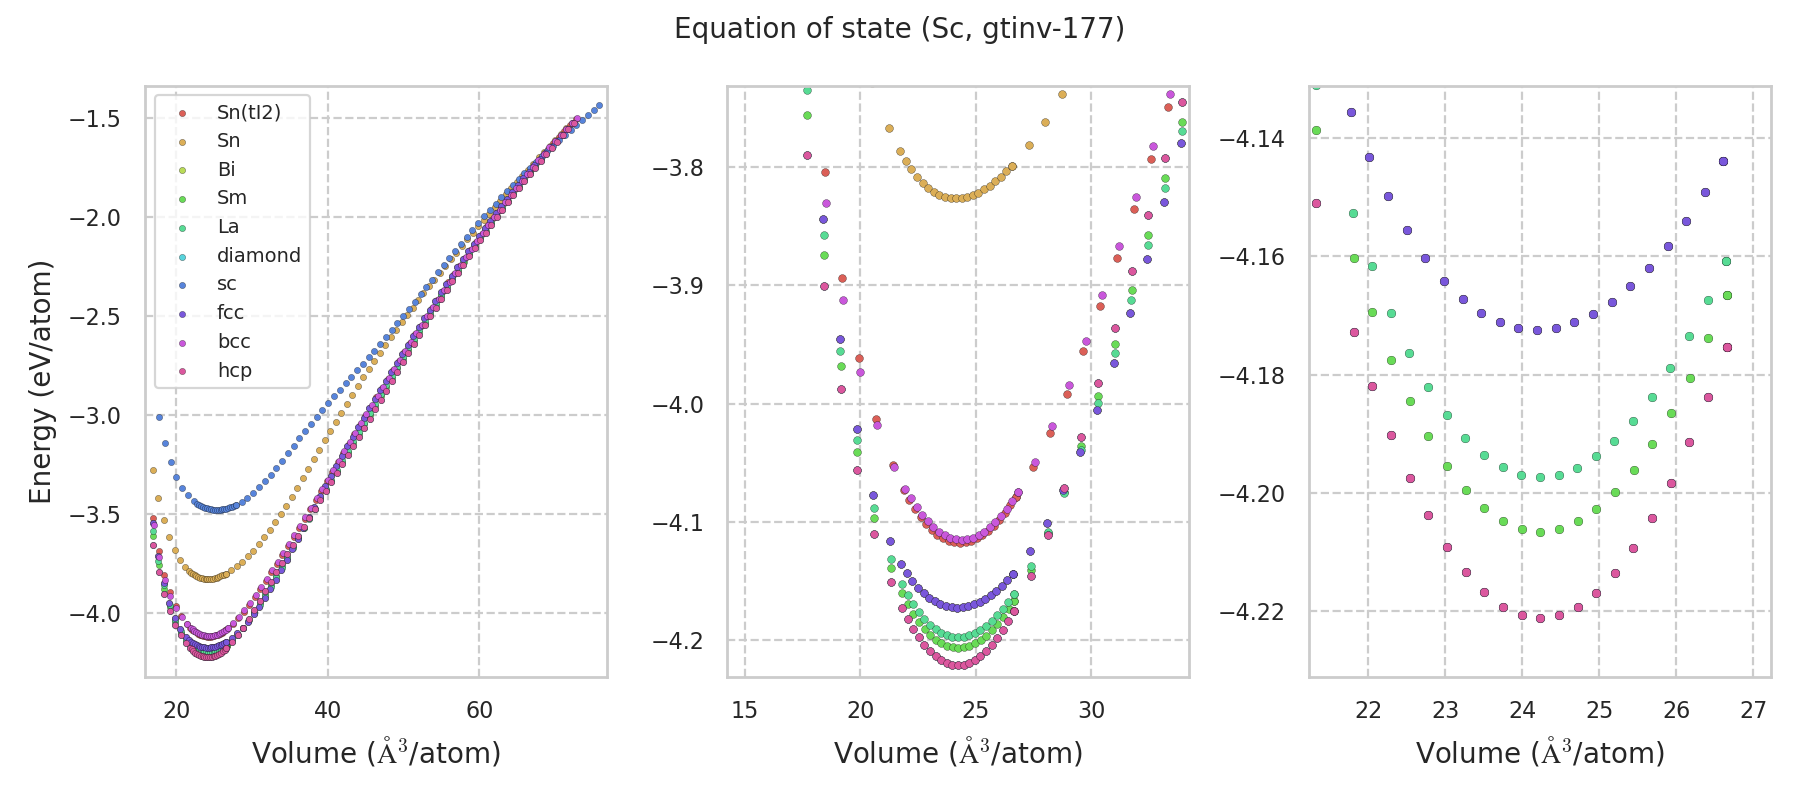 Equation of state (Sc, gtinv-177)
Energy (eV/atom)
−1.5
−2.0
−2.5
−3.0
−3.5
−4.0
Sn(tI2)
Sn
Bi
Sm
La
diamond
sc
fcc
bcc
hcp
20 40 60
Volume (Å³/atom)
−3.8
−3.9
−4.0
−4.1
−4.2
15 20 25 30
Volume (Å³/atom)
−4.14
−4.16
−4.18
−4.20
−4.22
22 23 24 25 26 27
Volume (Å³/atom)